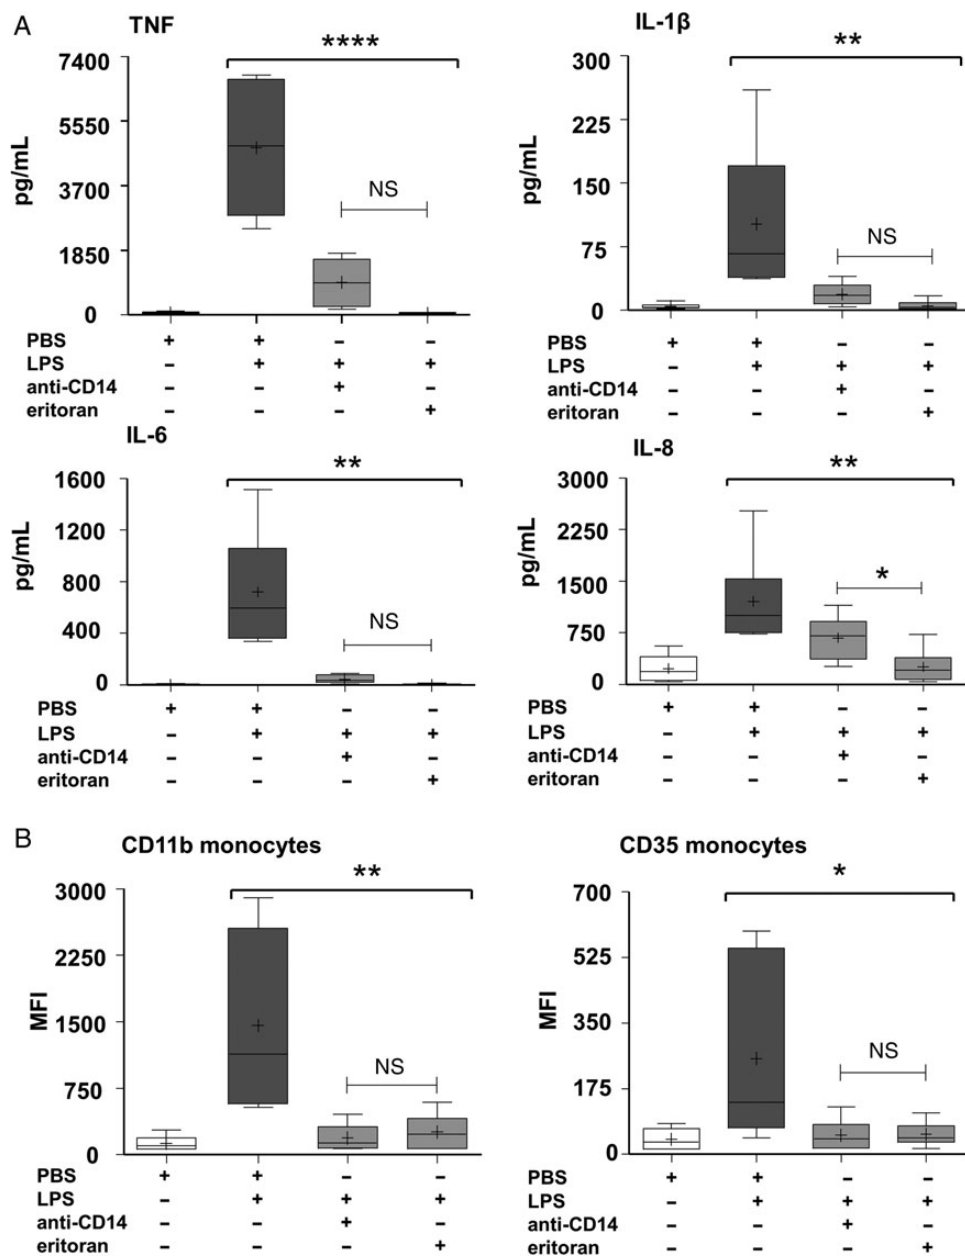 A
TNF
****
7400
5550
3700
1850
0
pg/mL
NS
PBS + + – –
LPS – + + +
anti-CD14 – – + –
eritoran – – – +
IL-1β
**
300
225
150
75
0
pg/mL
NS
PBS + + – –
LPS – + + +
anti-CD14 – – + –
eritoran – – – +
IL-6
**
1600
1200
800
400
0
pg/mL
NS
PBS + + – –
LPS – + + +
anti-CD14 – – + –
eritoran – – – +
IL-8
**
3000
2250
1500
750
0
pg/mL
*
PBS + + – –
LPS – + + +
anti-CD14 – – + –
eritoran – – – +
B
CD11b monocytes
**
3000
2250
1500
750
0
MFI
NS
PBS + + – –
LPS – + + +
anti-CD14 – – + –
eritoran – – – +
CD35 monocytes
*
700
525
350
175
0
MFI
NS
PBS + + – –
LPS – + + +
anti-CD14 – – + –
eritoran – – – +